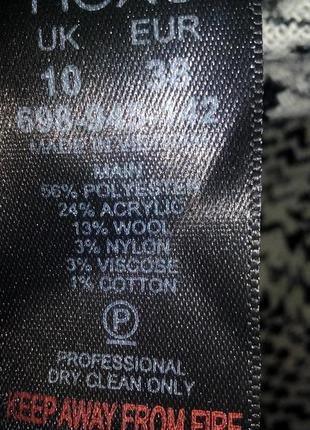 UK EUR
10 38
MAIN
56% POLYESTER
24% ACRYLIC
13% WOOL
3% NYLON
3% VISCOSE
1% COTTON
P
PROFESSIONAL
DRY CLEAN ONLY
KEEP AWAY FROM FIRE